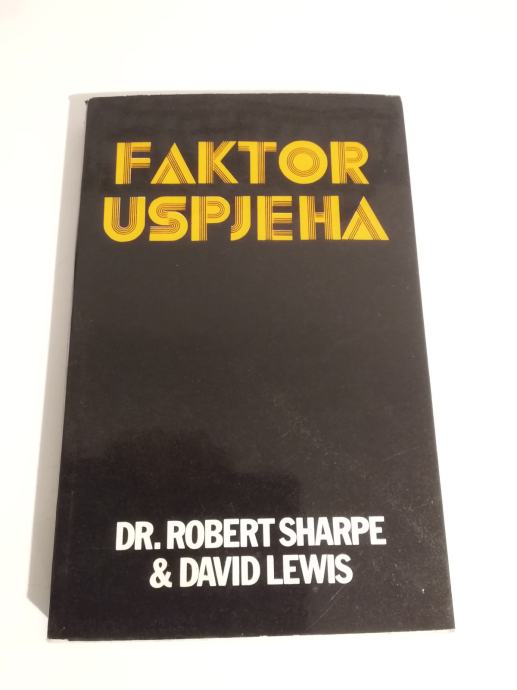 FAKTOR
USPJEHA
DR. ROBERT SHARPE
& DAVID LEWIS